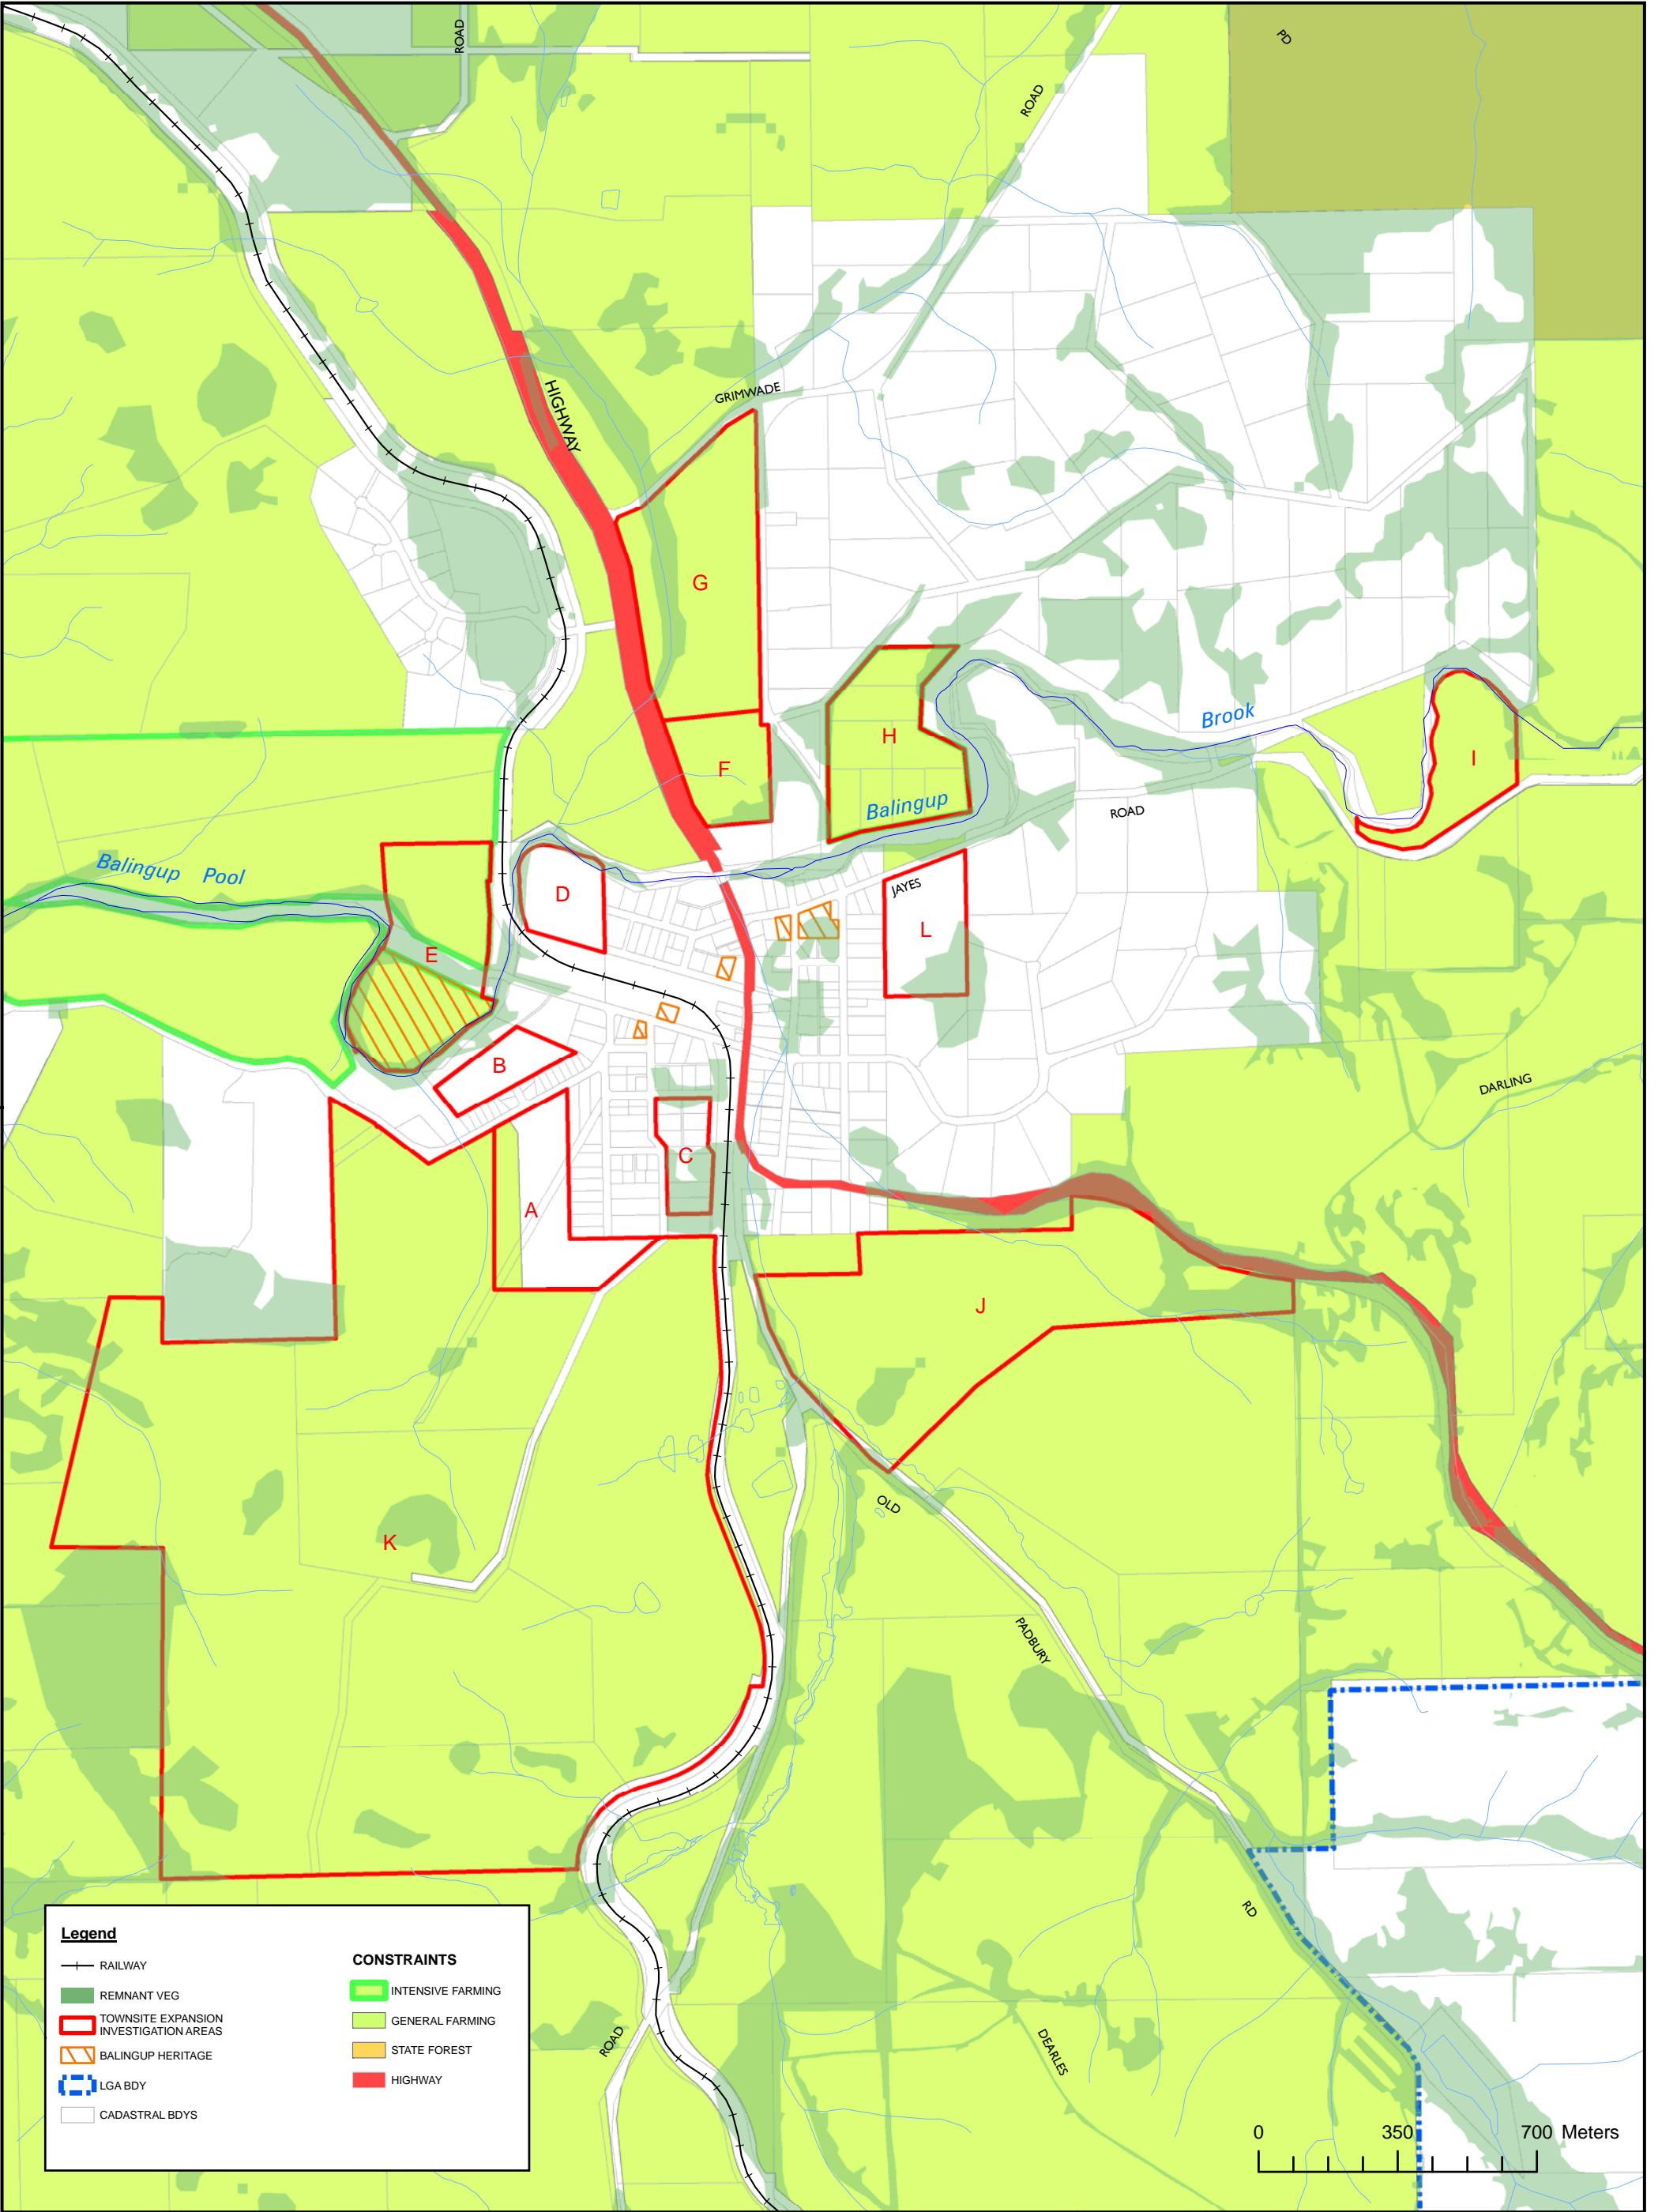 ROAD
PD
ROAD
HIGHWAY
GRIMWADE
G
Brook
H
F
I
Balingup
ROAD
Balingup Pool
D
JAYES
L
E
B
DARLING
C
A
J
OLD
K
PADBURY
RD
ROAD
DEARLES
Legend
RAILWAY
REMNANT VEG
TOWNSITE EXPANSION
INVESTIGATION AREAS
BALINGUP HERITAGE
LGA BDY
CADASTRAL BDYS
CONSTRAINTS
INTENSIVE FARMING
GENERAL FARMING
STATE FOREST
HIGHWAY
0 350 700 Meters